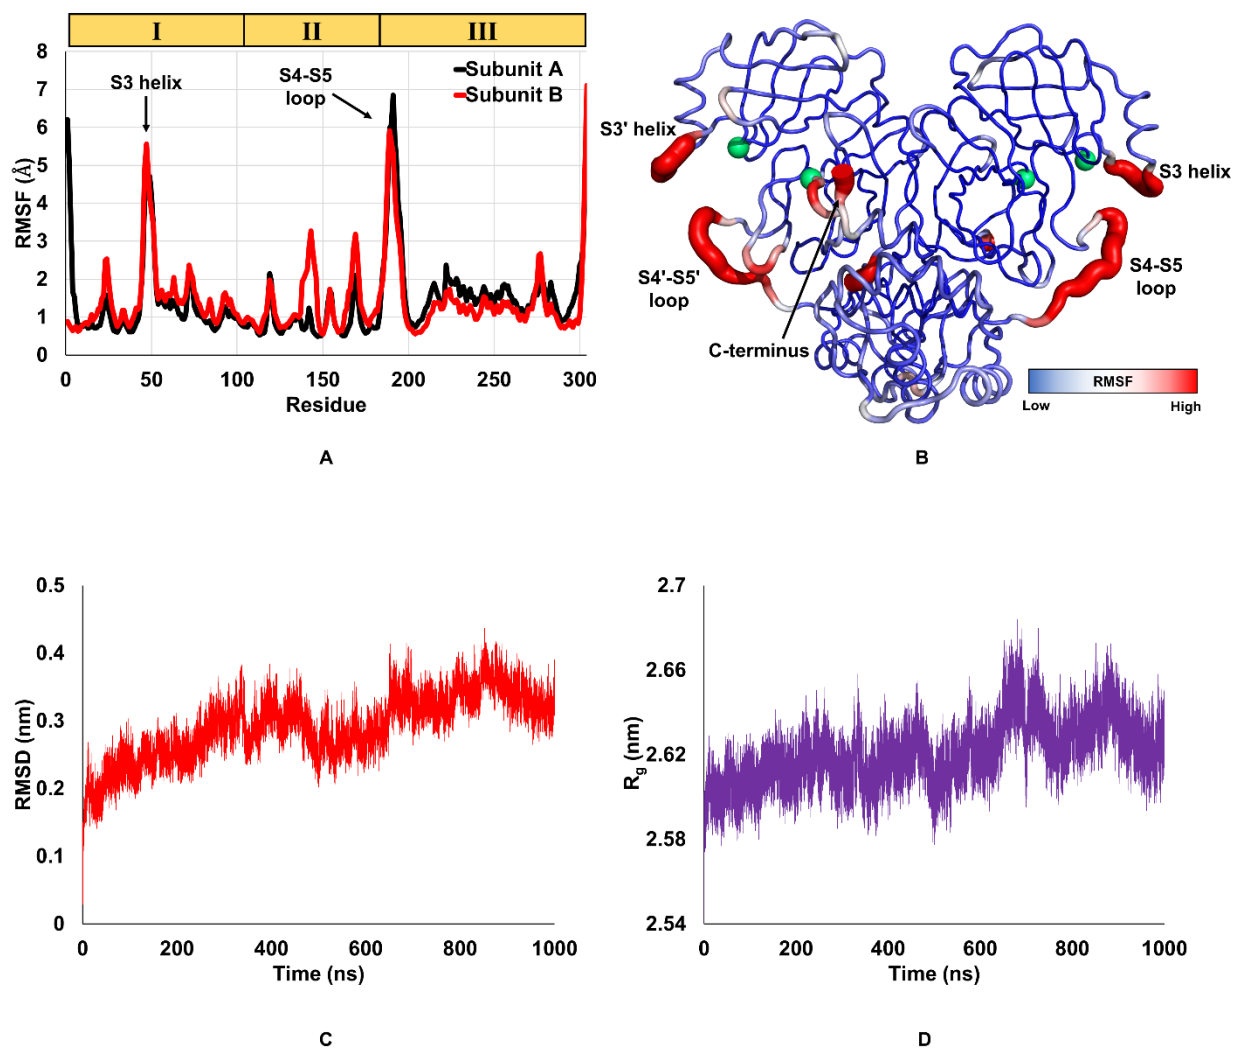 I II III
8
7
6
5
4
3
2
1
0
RMSF (Å)
S3 helix
S4-S5
loop
Subunit A
Subunit B
0 50 100 150 200 250 300
Residue
A
S3' helix
S3 helix
S4'-S5'
loop
S4-S5
loop
C-terminus
RMSF
Low High
B
0.5
0.4
0.3
0.2
0.1
0
RMSD (nm)
0 200 400 600 800 1000
Time (ns)
C
2.7
2.66
2.62
2.58
2.54
Rg (nm)
0 200 400 600 800 1000
Time (ns)
D